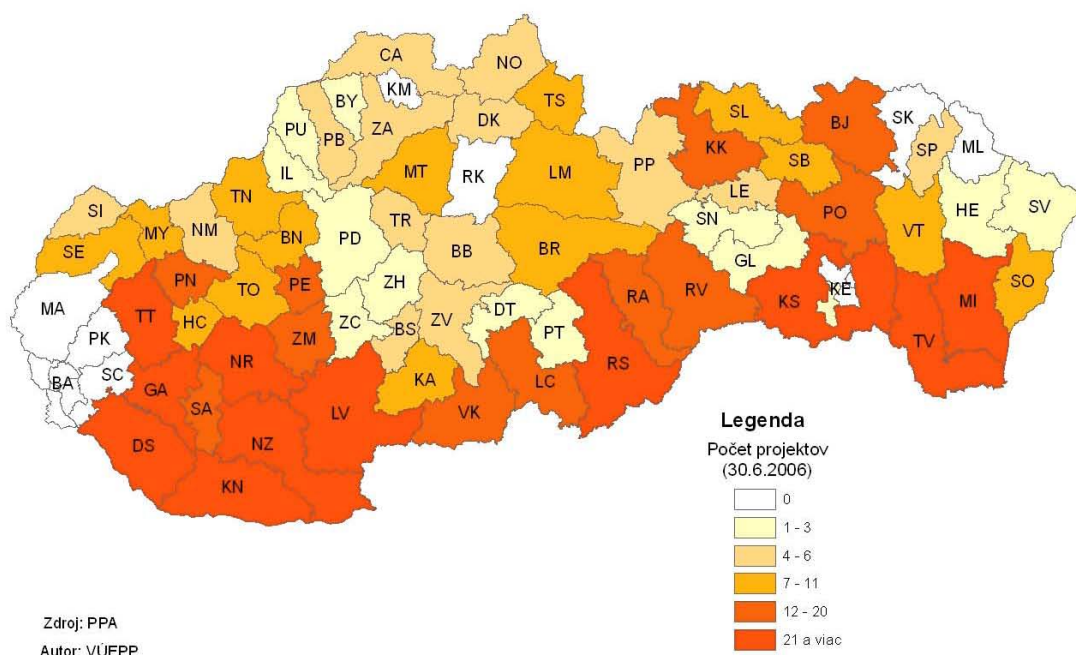 CA
NO
KM
BY
TS
PU
PB
ZA
DK
SL
BJ
SK
SP
ML
IL
MT
RK
LM
PP
KK
SB
LE
HE
SV
SI
MY
NM
TN
TR
PO
VT
SE
BN
PD
BB
BR
SN
GL
MA
PN
TO
PE
ZH
RA
RV
KS
KE
MI
SO
TT
HC
ZM
ZC
BS
ZV
DT
PT
PK
BA
SC
GA
SA
NR
LV
KA
VK
LC
RS
TV
DS
NZ
KN
Legenda
Počet projektov
(30.6.2006)
0
1 - 3
4 - 6
7 - 11
12 - 20
21 a viac
Zdroj: PPA
Autor: VÚEPP